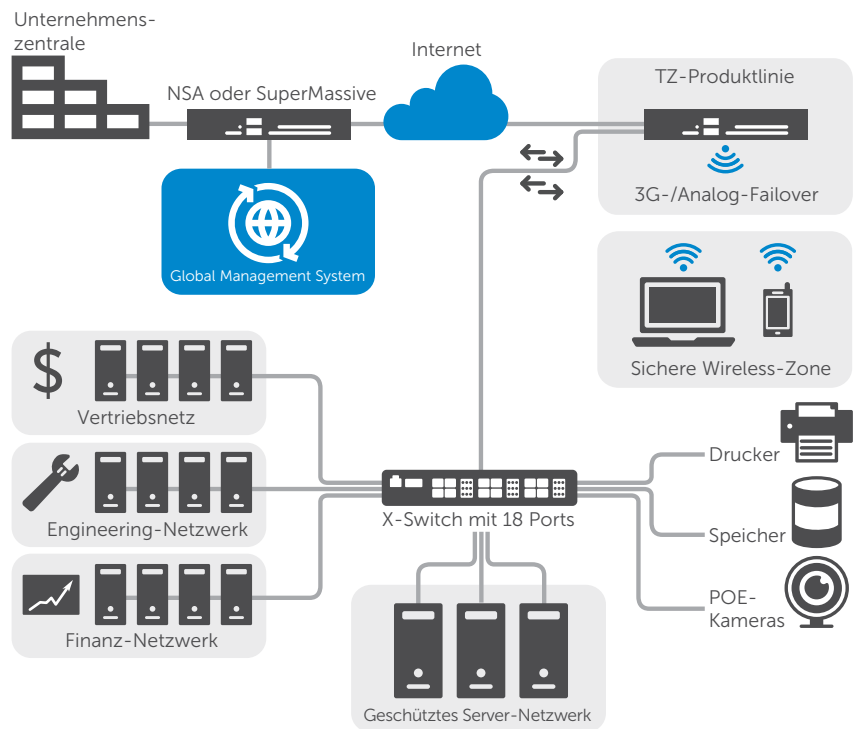 Unternehmens-
zentrale
Internet
NSA oder SuperMassive
TZ-Produktlinie
3G-/Analog-Failover
Global Management System
Sichere Wireless-Zone
$
Vertriebsnetz
Drucker
Engineering-Netzwerk
X-Switch mit 18 Ports
Speicher
Finanz-Netzwerk
POE-
Kameras
Geschütztes Server-Netzwerk